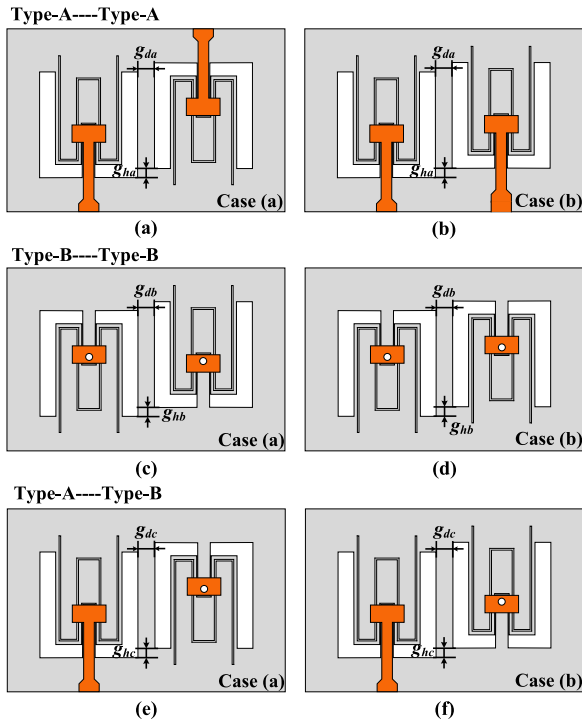 Type-A----Type-A
g_da
g_ha
Case (a)
(a)
g_da
g_ha
Case (b)
(b)
Type-B----Type-B
g_db
g_hb
Case (a)
(c)
g_db
g_hb
Case (b)
(d)
Type-A----Type-B
g_dc
g_hc
Case (a)
(e)
g_dc
g_hc
Case (b)
(f)